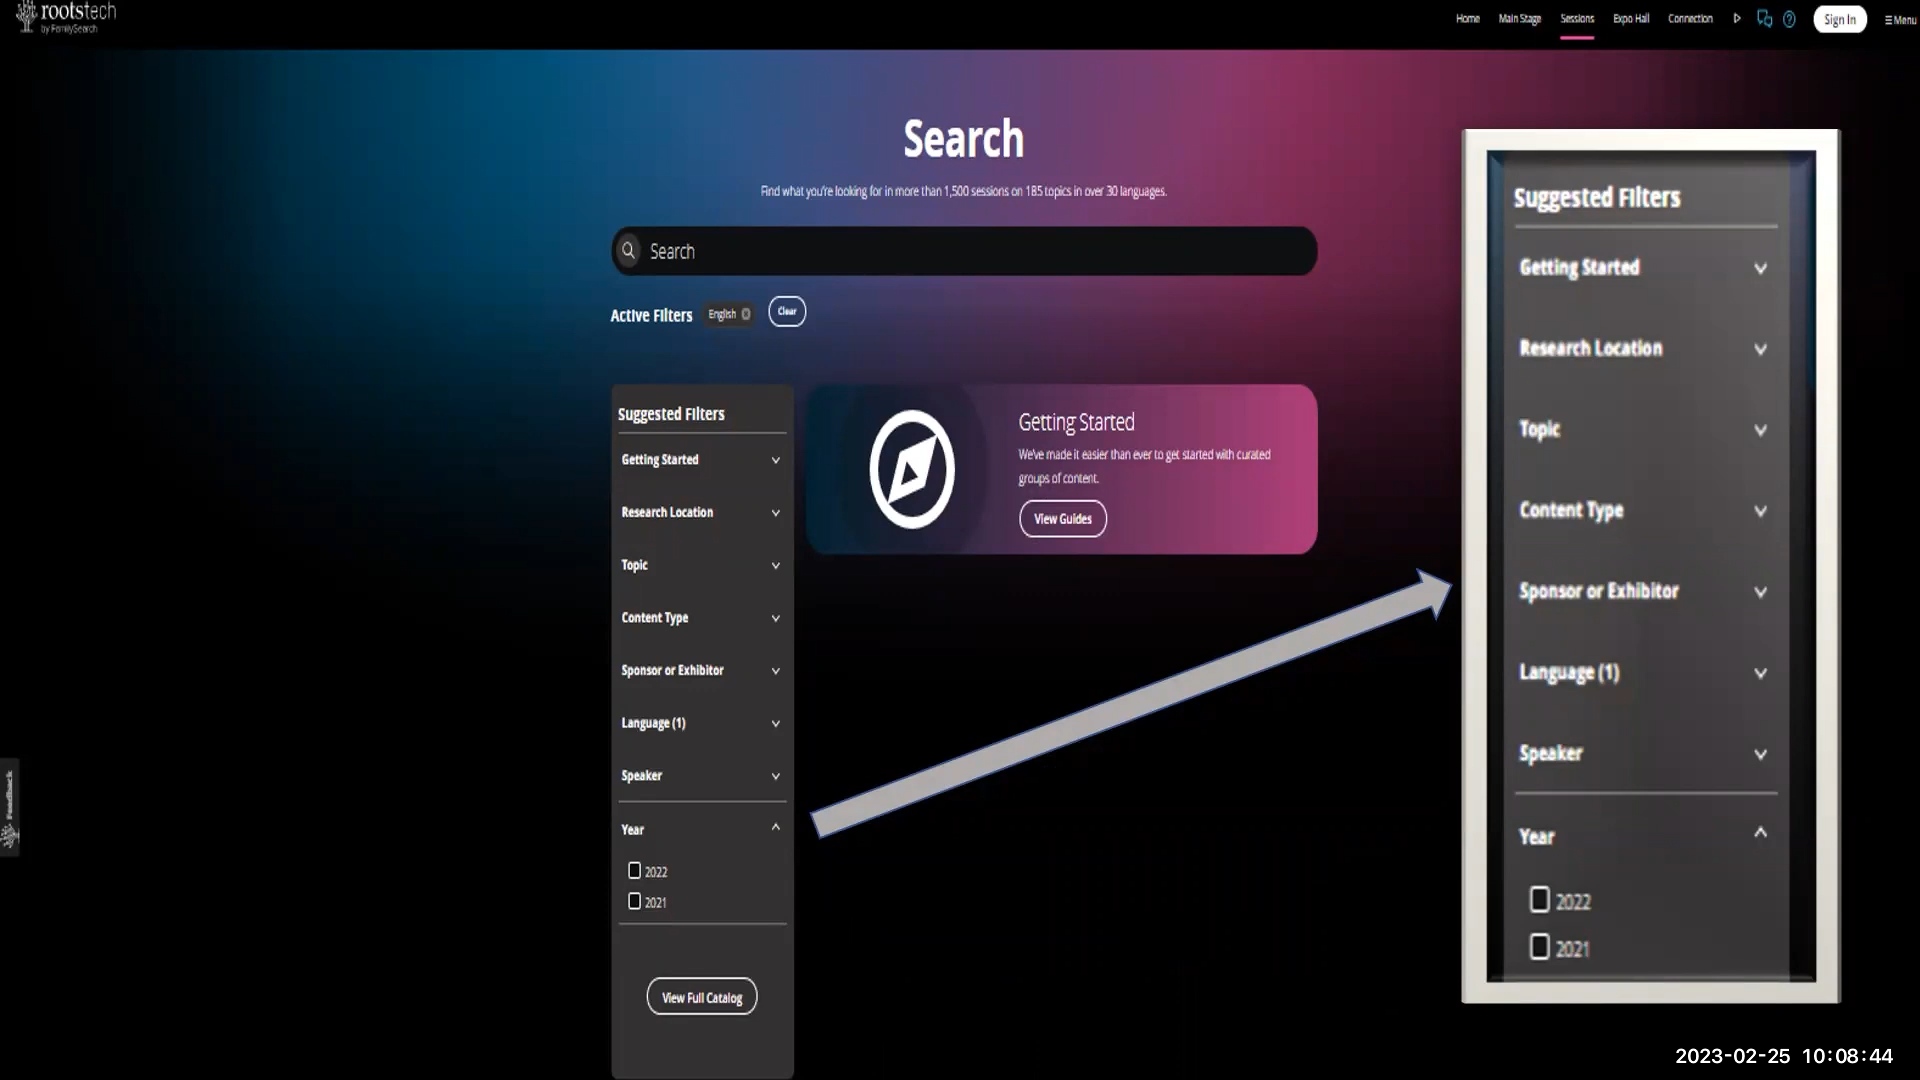 rootstech
by FamilySearch
Home Main Stage Sessions Expo Hall Connection Sign In Menu
Search
Find what you're looking for in more than 1,500 sessions on 185 topics in over 30 languages.
Search
Active Filters English Clear
Suggested Filters
Getting Started
Research Location
Topic
Content Type
Sponsor or Exhibitor
Language (1)
Speaker
Year
2022
2021
View Full Catalog
Getting Started
We've made it easier than ever to get started with curated
groups of content.
View Guides
Suggested Filters
Getting Started
Research Location
Topic
Content Type
Sponsor or Exhibitor
Language (1)
Speaker
Year
2022
2021
Feedback
2023-02-25 10:08:44